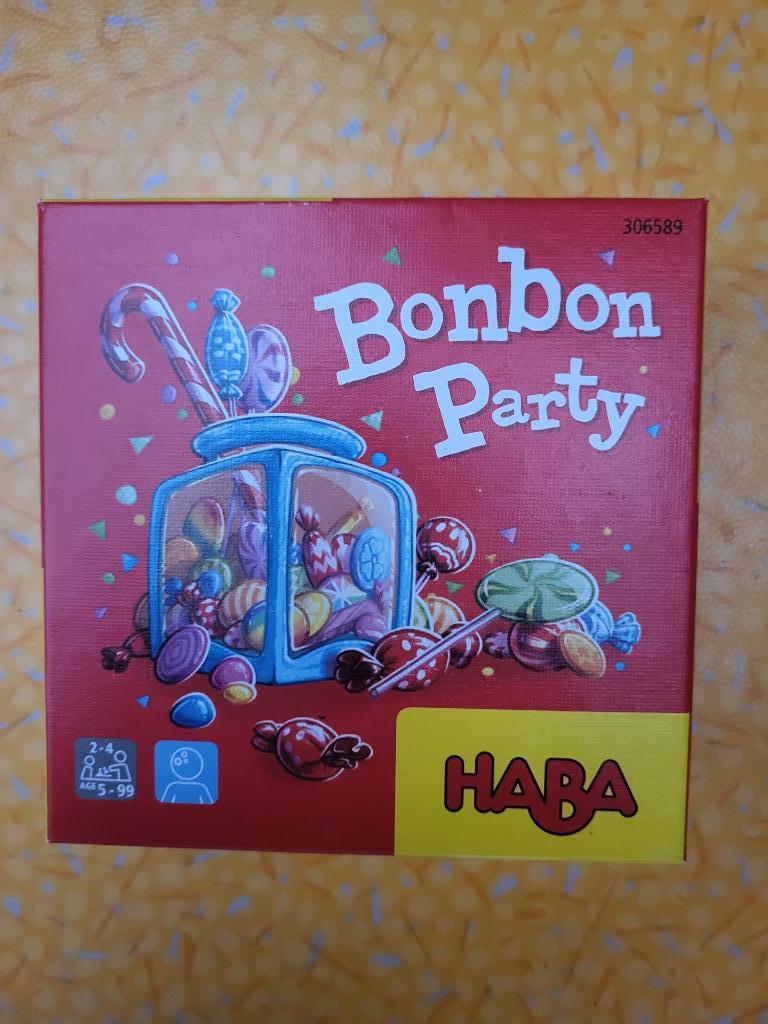 306589
Bonbon
Party
2-4
AGE 5-99
HABA